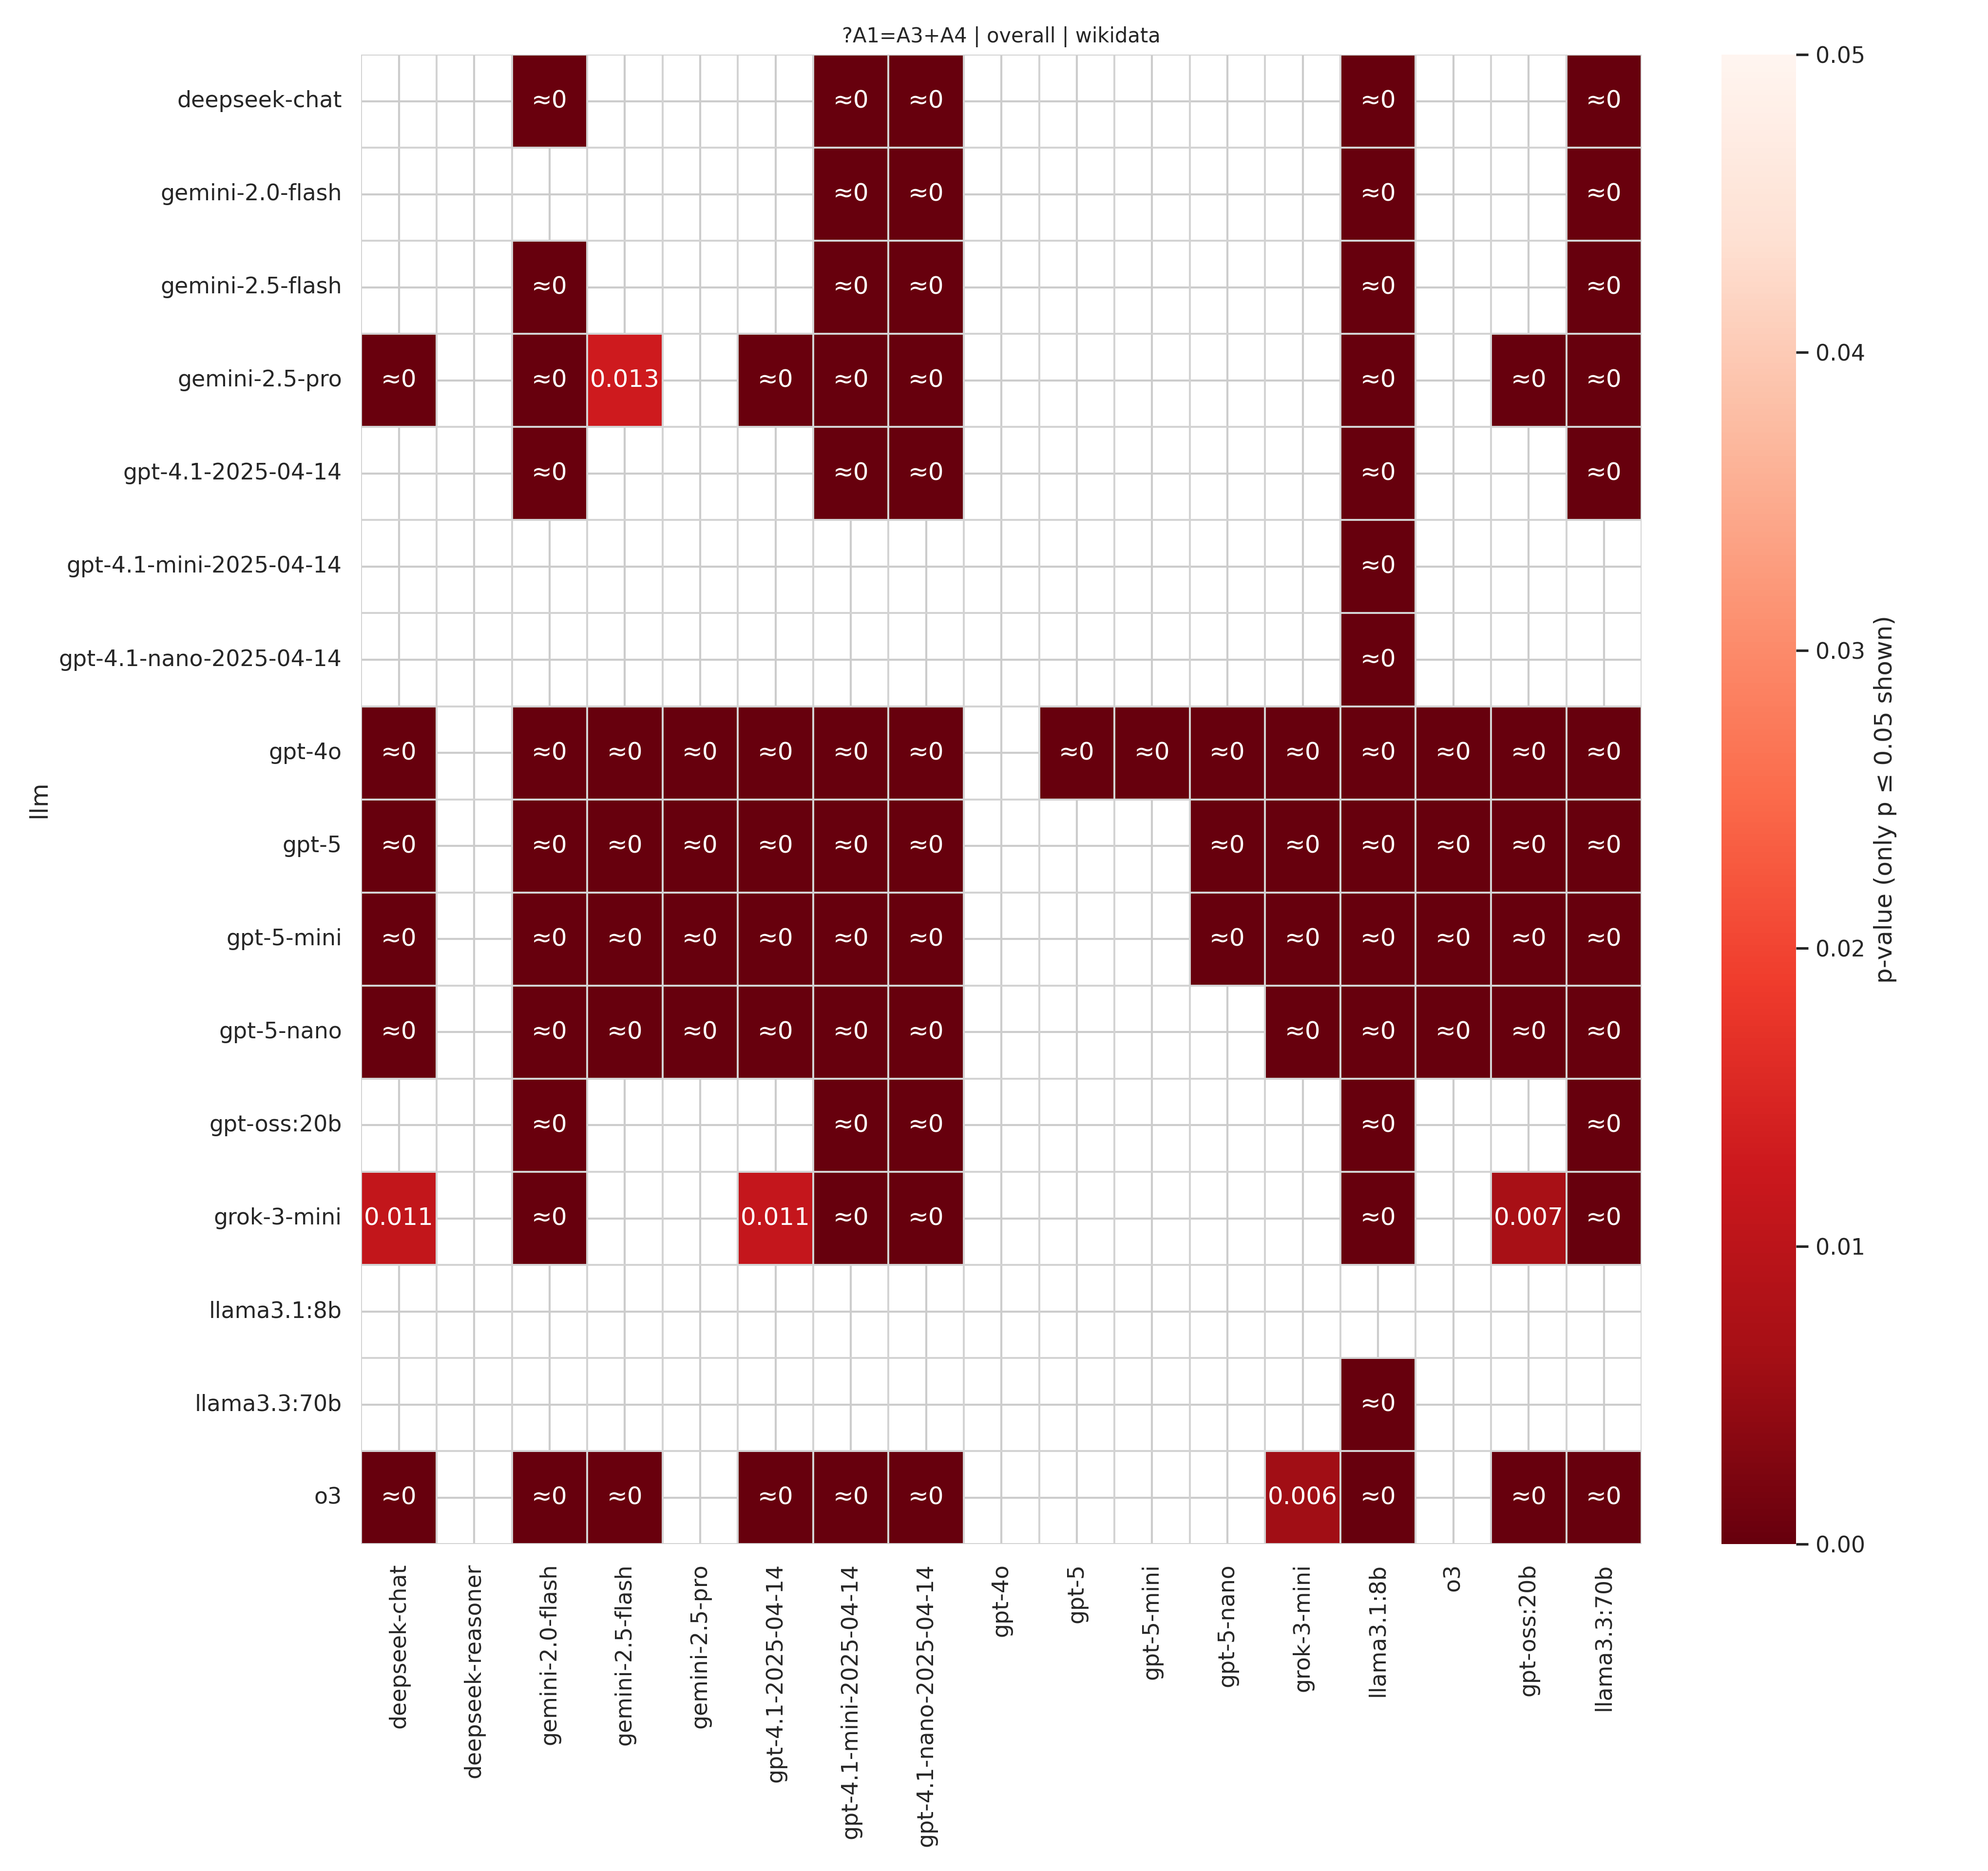 ?A1=A3+A4 | overall | wikidata
deepseek-chat ≈0 ≈0 ≈0 ≈0 ≈0
gemini-2.0-flash ≈0 ≈0 ≈0 ≈0
gemini-2.5-flash ≈0 ≈0 ≈0 ≈0 ≈0
gemini-2.5-pro ≈0 ≈0 0.013 ≈0 ≈0 ≈0 ≈0 ≈0 ≈0
gpt-4.1-2025-04-14 ≈0 ≈0 ≈0 ≈0 ≈0
gpt-4.1-mini-2025-04-14 ≈0
gpt-4.1-nano-2025-04-14 ≈0
gpt-4o ≈0 ≈0 ≈0 ≈0 ≈0 ≈0 ≈0 ≈0 ≈0 ≈0 ≈0 ≈0 ≈0 ≈0 ≈0
gpt-5 ≈0 ≈0 ≈0 ≈0 ≈0 ≈0 ≈0 ≈0 ≈0 ≈0 ≈0 ≈0 ≈0
gpt-5-mini ≈0 ≈0 ≈0 ≈0 ≈0 ≈0 ≈0 ≈0 ≈0 ≈0 ≈0 ≈0 ≈0
gpt-5-nano ≈0 ≈0 ≈0 ≈0 ≈0 ≈0 ≈0 ≈0 ≈0 ≈0 ≈0 ≈0
gpt-oss:20b ≈0 ≈0 ≈0 ≈0 ≈0
grok-3-mini 0.011 ≈0 0.011 ≈0 ≈0 ≈0 0.007 ≈0
llama3.1:8b
llama3.3:70b ≈0
o3 ≈0 ≈0 ≈0 ≈0 ≈0 ≈0 0.006 ≈0 ≈0 ≈0
llm
deepseek-chat
deepseek-reasoner
gemini-2.0-flash
gemini-2.5-flash
gemini-2.5-pro
gpt-4.1-2025-04-14
gpt-4.1-mini-2025-04-14
gpt-4.1-nano-2025-04-14
gpt-4o
gpt-5
gpt-5-mini
gpt-5-nano
grok-3-mini
llama3.1:8b
o3
gpt-oss:20b
llama3.3:70b
0.05
0.04
0.03
0.02
0.01
0.00
p-value (only p ≤ 0.05 shown)